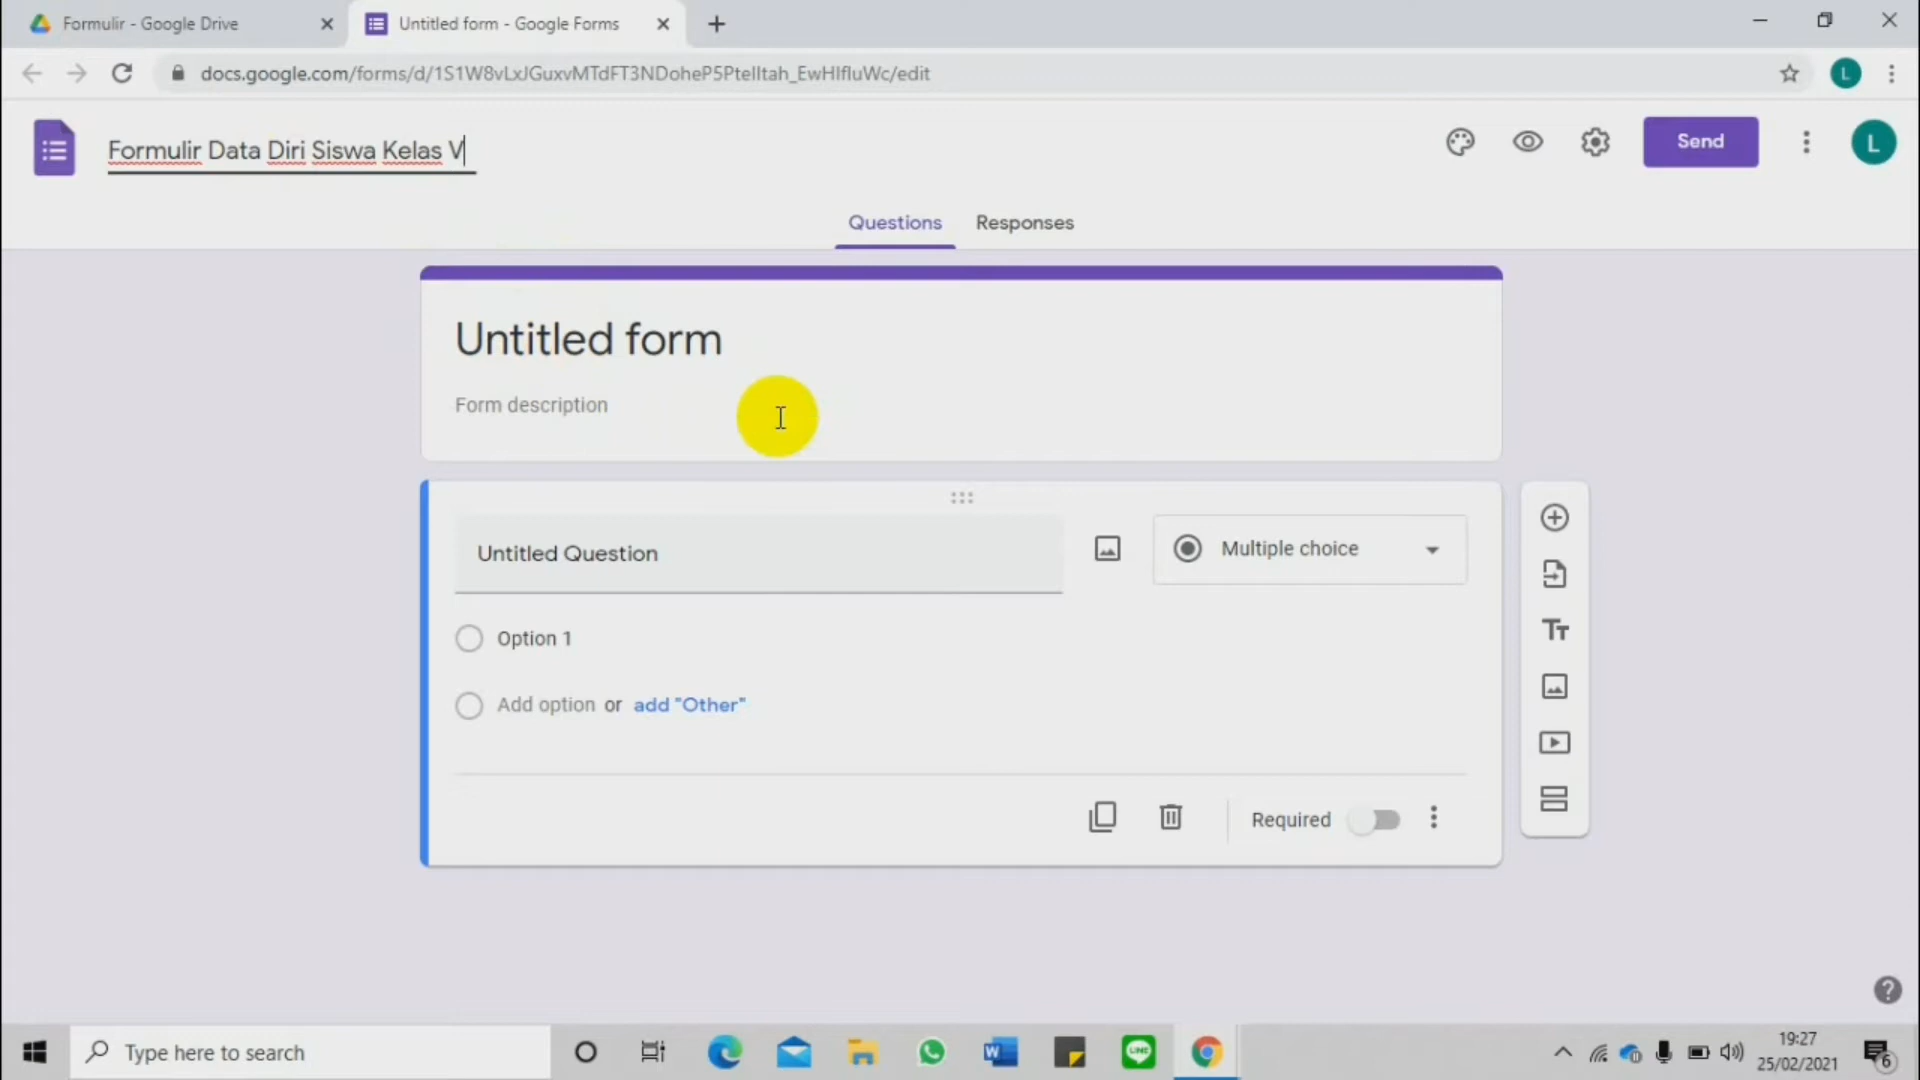 Formulir - Google Drive
Untitled form - Google Forms
docs.google.com/forms/d/1S1W8vLxJGuxvMTdFT3NDoheP5PtelItah_EwHIfluWc/edit
L
Formulir Data Diri Siswa Kelas V
Send
L
Questions
Responses
Untitled form
Form description
Untitled Question
Multiple choice
Option 1
Add option or add "Other"
Required
Type here to search
19:27
25/02/2021
6